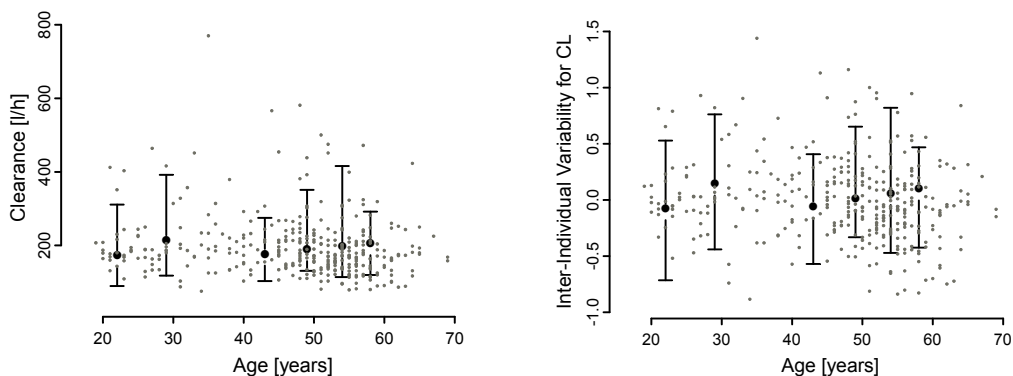 Clearance [l/h]
800
600
400
200
20 30 40 50 60 70
Age [years]
Inter-Individual Variability for CL
1.5
1.0
0.5
0.0
-0.5
-1.0
20 30 40 50 60 70
Age [years]